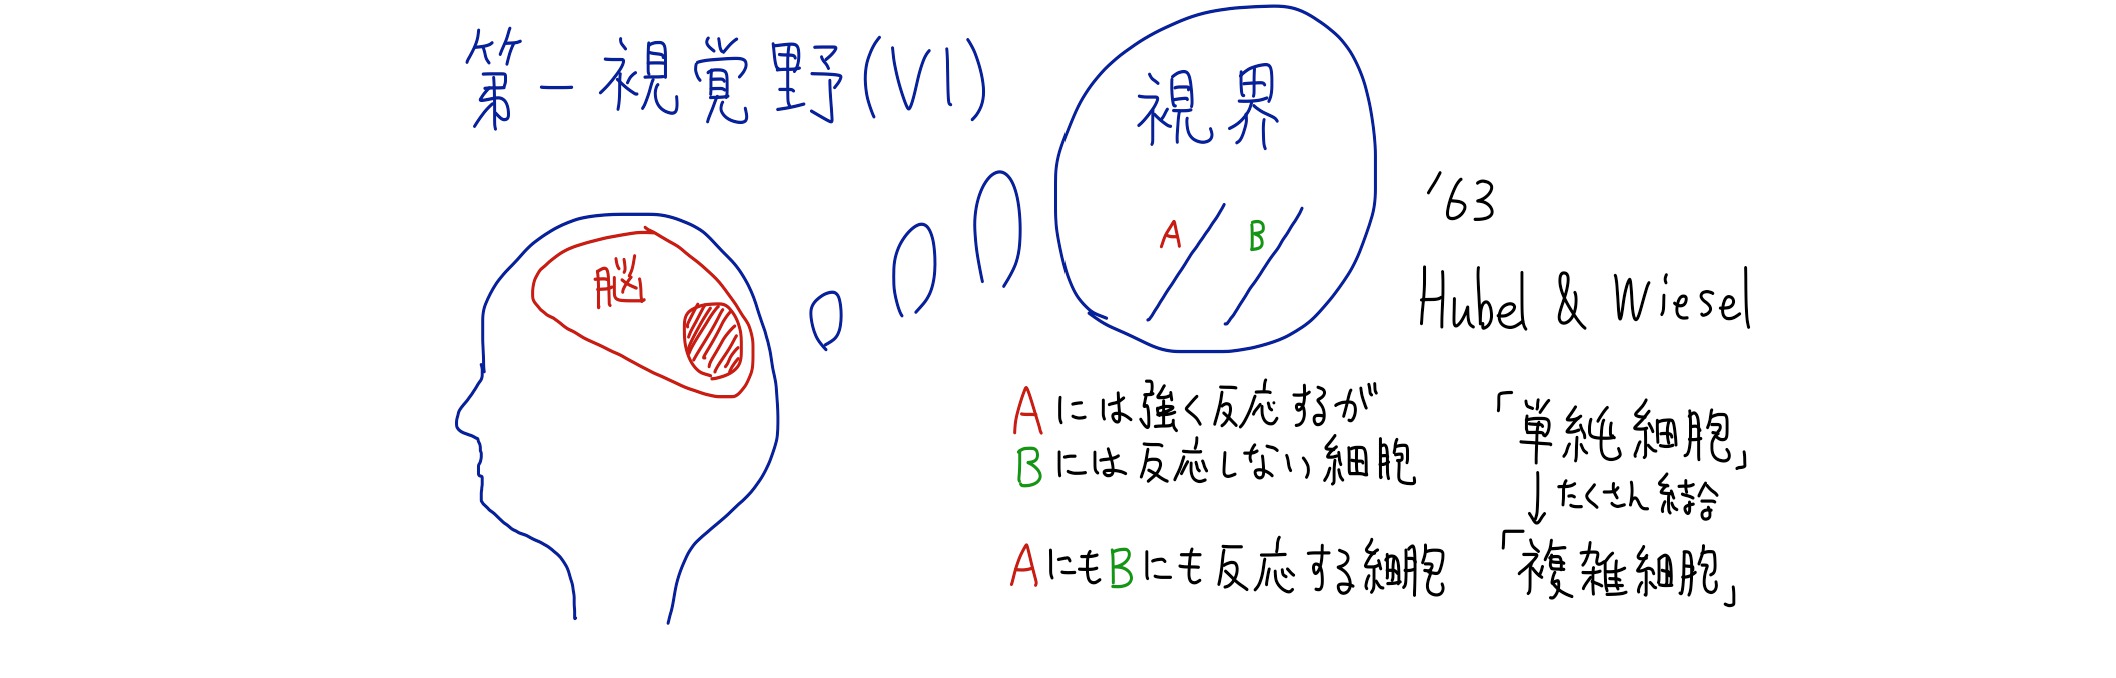 第一視覚野(V1)
視界
A
B
脳
'63
Hubel & Wiesel
Aには強く反応するが
Bには反応しない細胞
「単純細胞」
↓たくさん結合
AにもBにも反応する細胞
「複雑細胞」